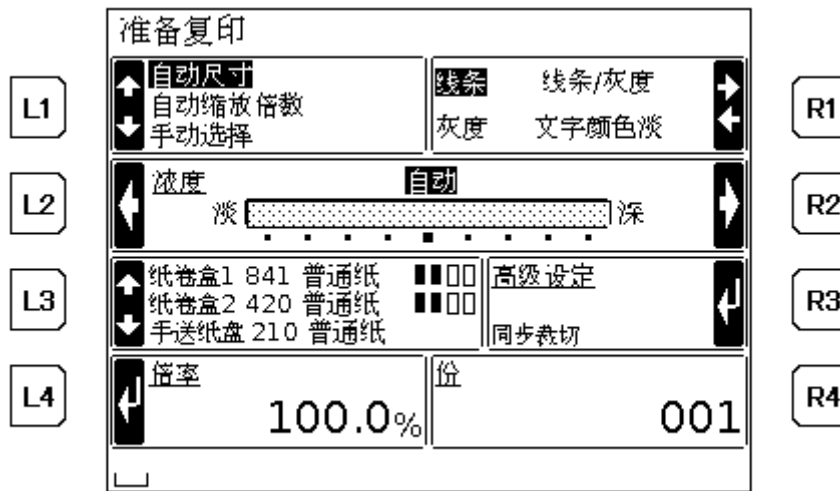 准备复印
L1
自动尺寸
自动缩放倍数
手动选择
线条 线条/灰度
灰度 文字颜色淡
R1
L2
浓度 自动
淡 深
R2
L3
纸卷盒1 841 普通纸
纸卷盒2 420 普通纸
手送纸盘 210 普通纸
高级设定
同步裁切
R3
L4
倍率
100.0%
份
001
R4